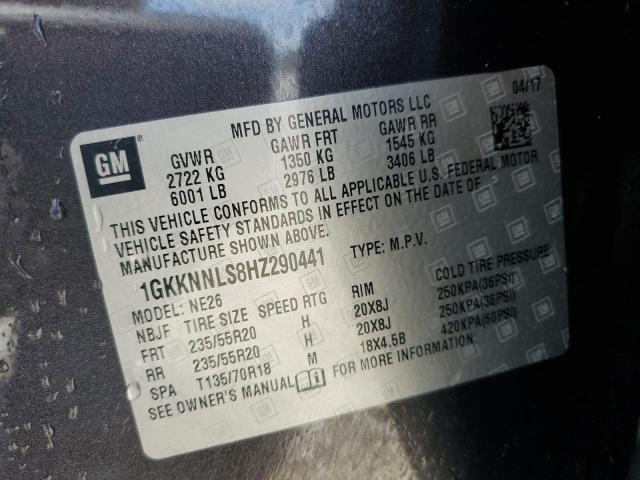 04/17
MFD BY GENERAL MOTORS LLC
GM
GVWR GAWR FRT GAWR RR
2722 KG 1350 KG 1545 KG
6001 LB 2976 LB 3406 LB
THIS VEHICLE CONFORMS TO ALL APPLICABLE U.S. FEDERAL MOTOR
VEHICLE SAFETY STANDARDS IN EFFECT ON THE DATE OF
MANUFACTURE SHOWN ABOVE.
1GKKNNLS8HZ290441 TYPE: M.P.V.
MODEL: NE26
NBJF TIRE SIZE SPEED RTG RIM COLD TIRE PRESSURE
FRT 235/55R20 H 20X8J 250KPA(36PSI)
RR 235/55R20 H 20X8J 250KPA(36PSI)
SPA T135/70R18 M 18X4.5B 420KPA(60PSI)
SEE OWNER'S MANUAL FOR MORE INFORMATION.